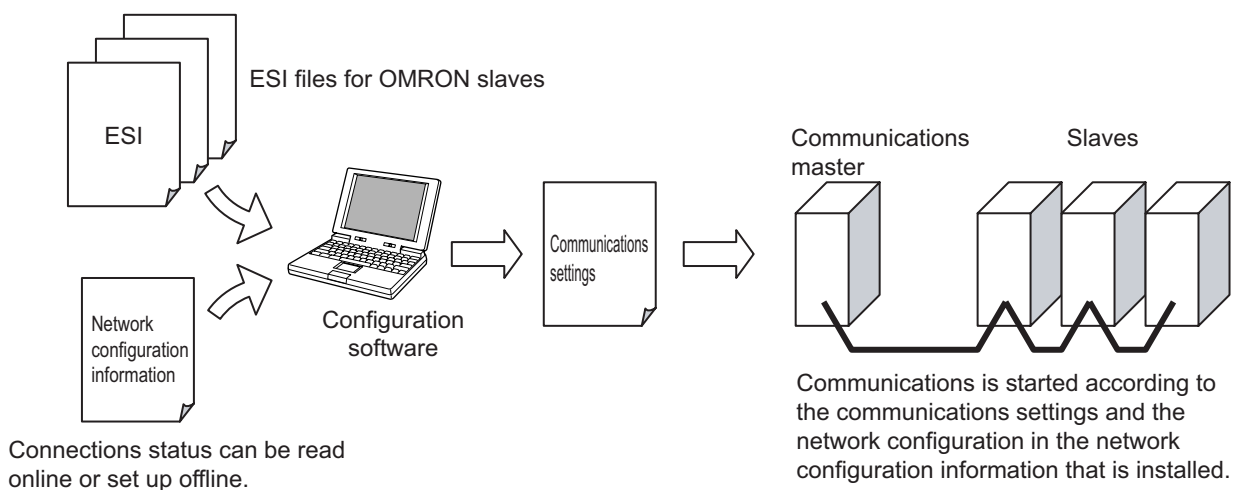 ESI files for OMRON slaves
ESI
Network
configuration
information
Connections status can be read
online or set up offline.
Configuration
software
Communications
settings
Communications
master
Slaves
Communications is started according to
the communications settings and the
network configuration in the network
configuration information that is installed.